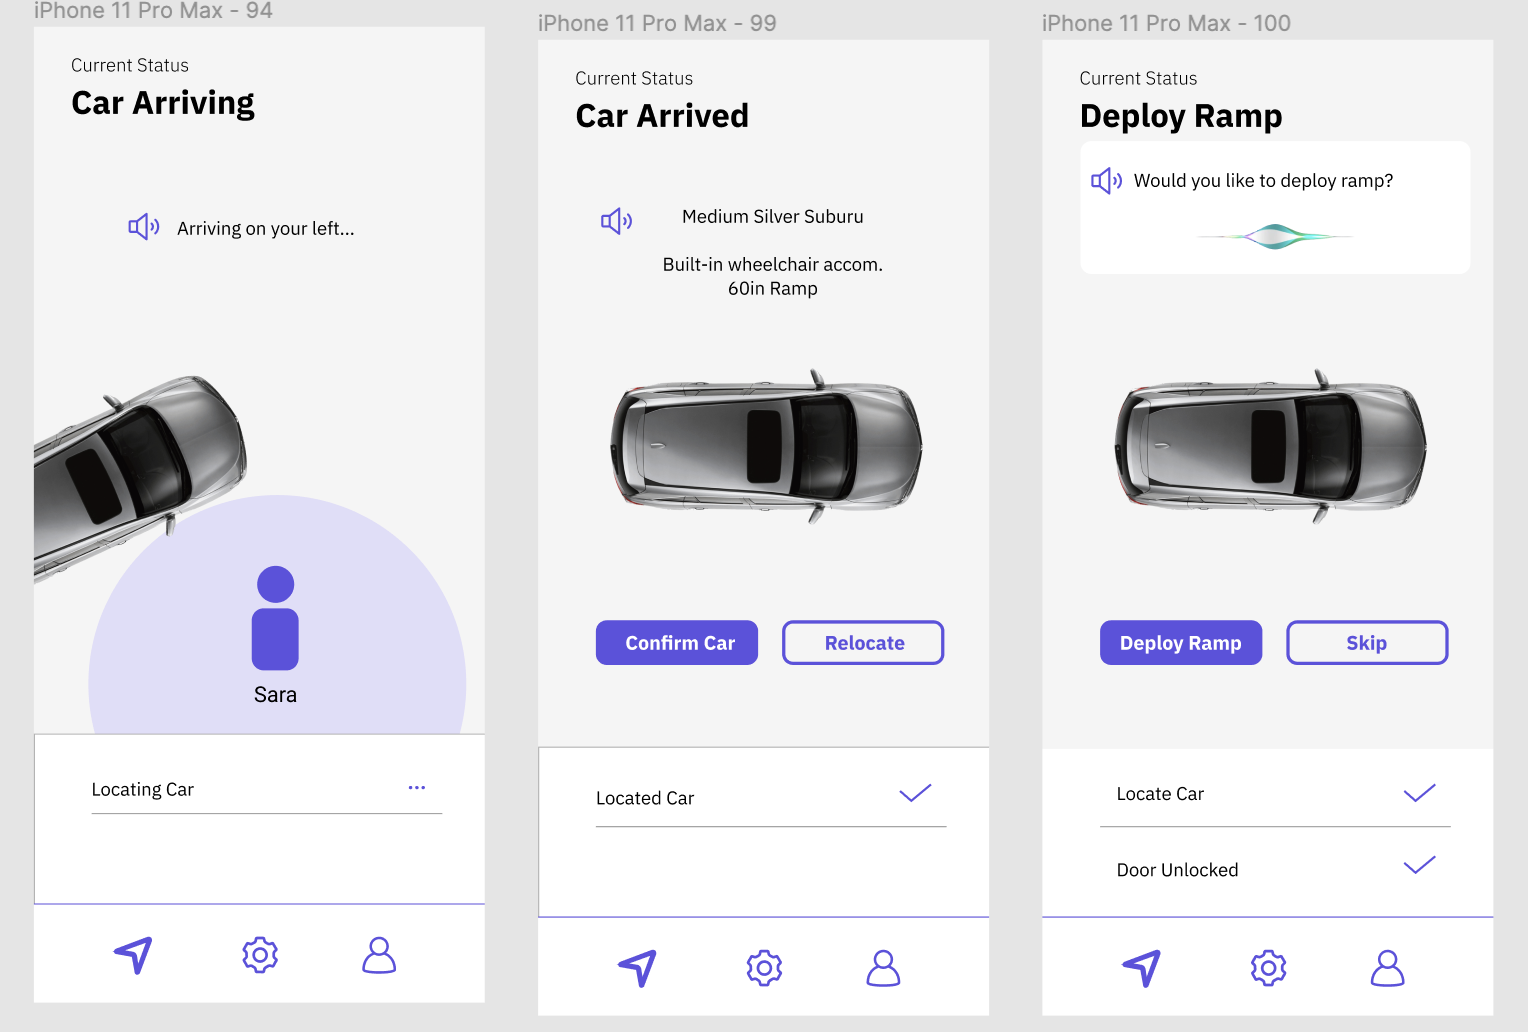 iPhone 11 Pro Max - 94
Current Status
Car Arriving
Arriving on your left...
Sara
Locating Car
iPhone 11 Pro Max - 99
Current Status
Car Arrived
Medium Silver Suburu
Built-in wheelchair accom.
60in Ramp
Confirm Car
Relocate
Located Car
iPhone 11 Pro Max - 100
Current Status
Deploy Ramp
Would you like to deploy ramp?
Deploy Ramp
Skip
Locate Car
Door Unlocked